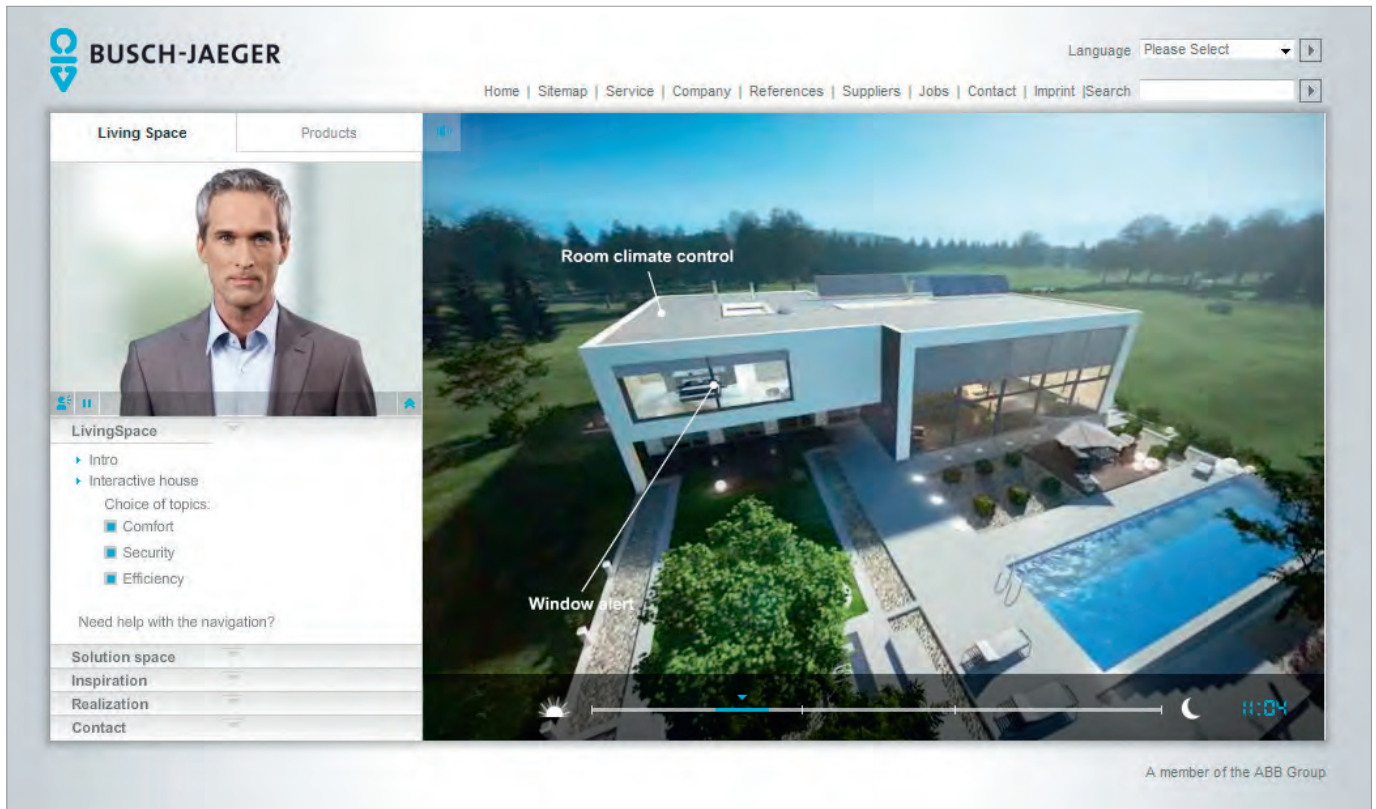 BUSCH-JAEGER
Language Please Select
Home | Sitemap | Service | Company | References | Suppliers | Jobs | Contact | Imprint |Search
Living Space Products
Room climate control
LivingSpace
Intro
Interactive house
Choice of topics:
Comfort
Security
Efficiency
Window alert
Need help with the navigation?
Solution space
Inspiration
Realization
Contact
11:04
A member of the ABB Group